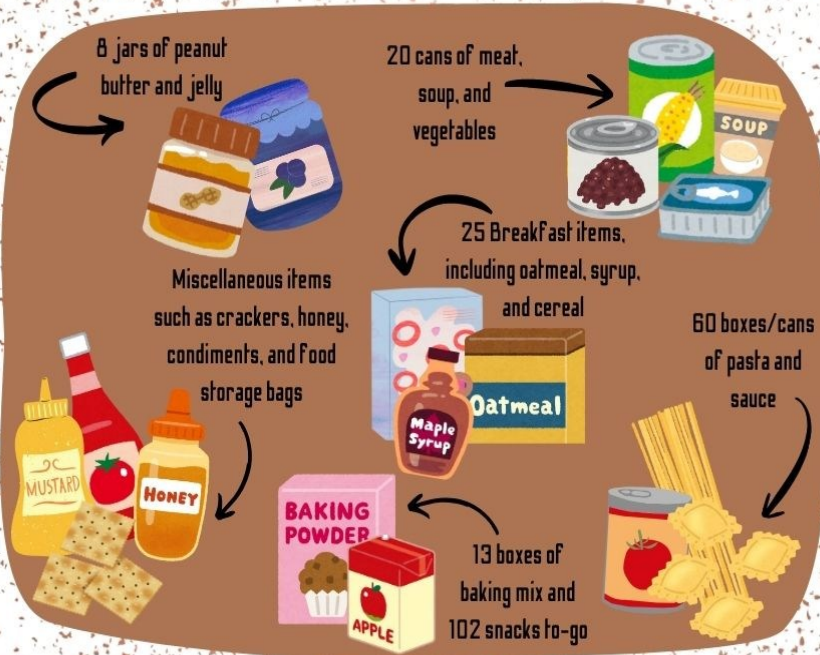 8 jars of peanut
butter and jelly
20 cans of meat,
soup, and
vegetables
SOUP
25 Breakfast items,
including oatmeal, syrup,
and cereal
Miscellaneous items
such as crackers, honey,
condiments, and food
storage bags
60 boxes/cans
of pasta and
sauce
Oatmeal
Maple
Syrup
MUSTARD
HONEY
BAKING
POWDER
APPLE
13 boxes of
baking mix and
102 snacks to-go